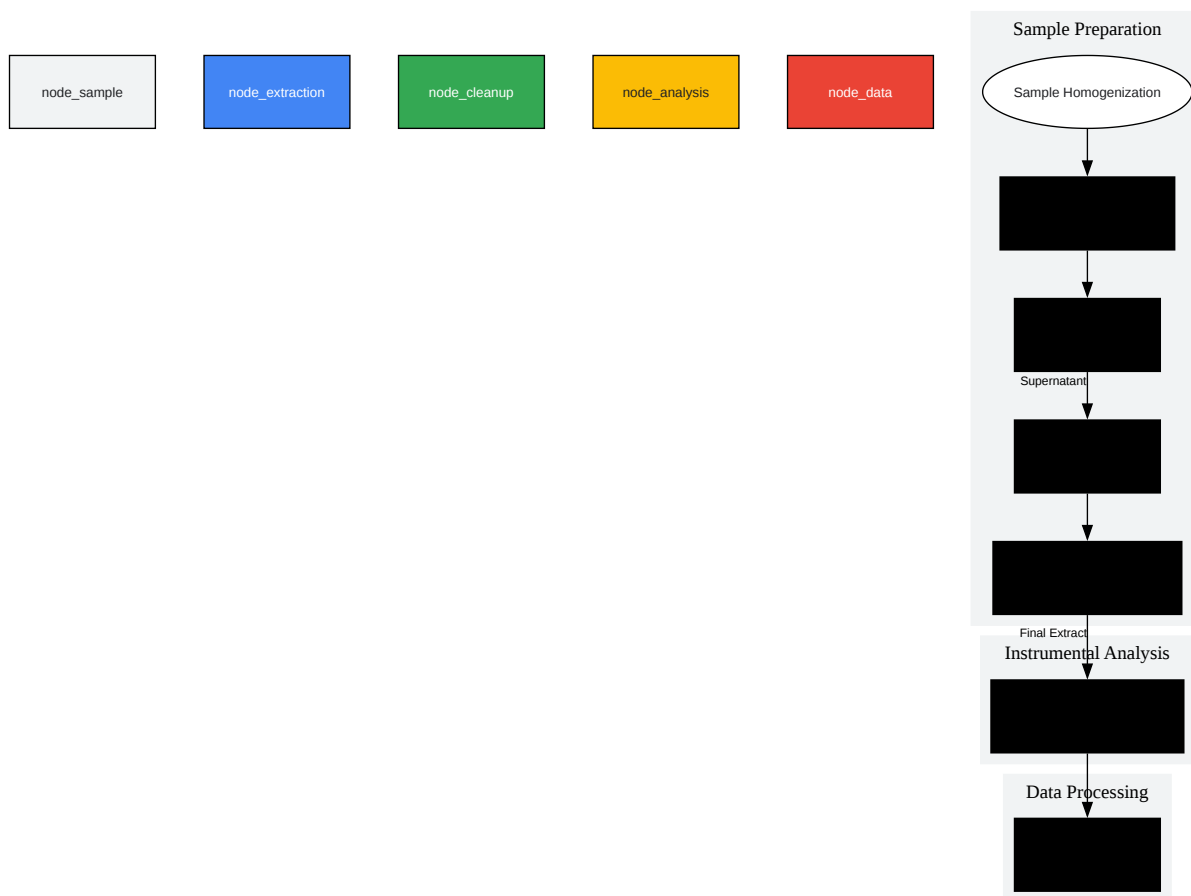 Sample Preparation
node_sample
node_extraction
node_cleanup
node_analysis
node_data
Sample Homogenization
Supernatant
Final Extract
Instrumental Analysis
Data Processing